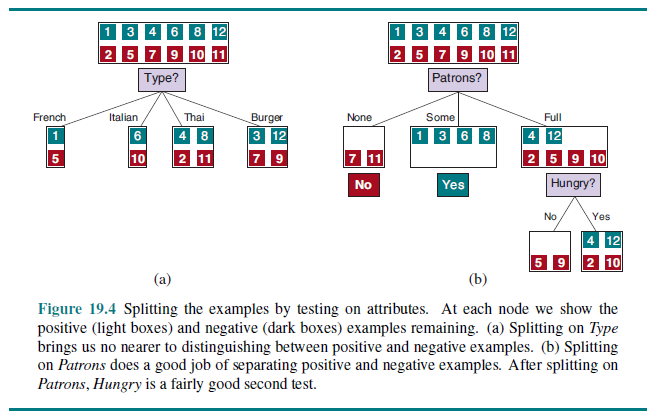 1 3 4 6 8 12
2 5 7 9 10 11
Type?
French Italian Thai Burger
1 6 4 8 3 12
5 10 2 11 7 9
(a)
1 3 4 6 8 12
2 5 7 9 10 11
Patrons?
None Some Full
1 3 6 8 4 12
7 11 2 5 9 10
No Yes Hungry?
No Yes
4 12
5 9 2 10
(b)
Figure 19.4 Splitting the examples by testing on attributes. At each node we show the
positive (light boxes) and negative (dark boxes) examples remaining. (a) Splitting on Type
brings us no nearer to distinguishing between positive and negative examples. (b) Splitting
on Patrons does a good job of separating positive and negative examples. After splitting on
Patrons, Hungry is a fairly good second test.